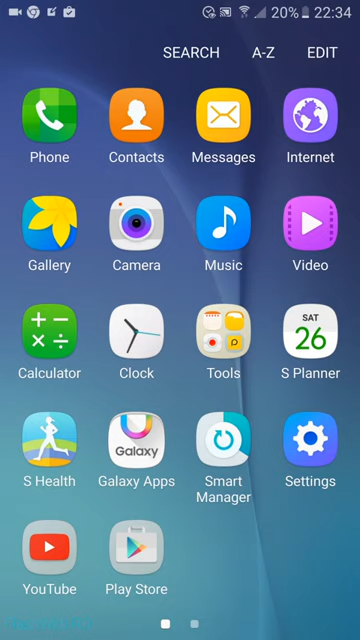 20% 22:34
SEARCH A-Z EDIT
Phone Contacts Messages Internet
Gallery Camera Music Video
SAT
26
Calculator Clock Tools S Planner
Galaxy
S Health Galaxy Apps Smart Manager Settings
YouTube Play Store